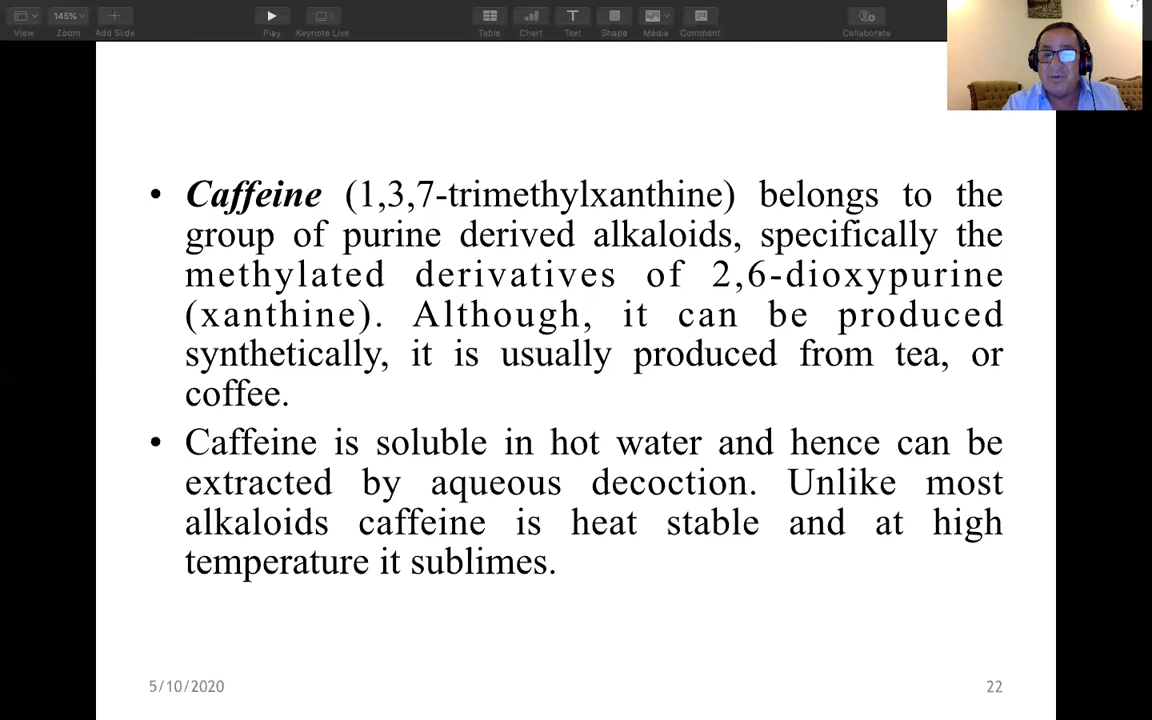 145%
View
Zoom
Add Slide
Play
Keynote Live
Table
Chart
Text
Shape
Media
Comment
Collaborate
• Caffeine (1,3,7-trimethylxanthine) belongs to the
group of purine derived alkaloids, specifically the
methylated derivatives of 2,6-dioxypurine
(xanthine). Although, it can be produced
synthetically, it is usually produced from tea, or
coffee.
• Caffeine is soluble in hot water and hence can be
extracted by aqueous decoction. Unlike most
alkaloids caffeine is heat stable and at high
temperature it sublimes.
5/10/2020
22